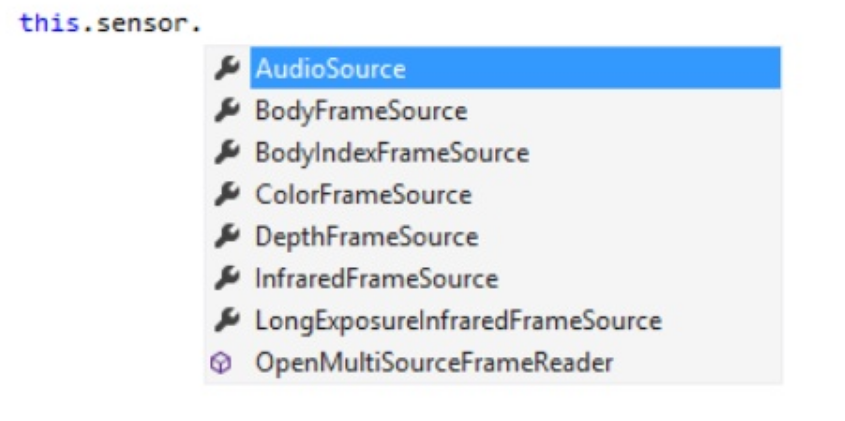 this.sensor.
AudioSource
BodyFrameSource
BodyIndexFrameSource
ColorFrameSource
DepthFrameSource
InfraredFrameSource
LongExposureInfraredFrameSource
OpenMultiSourceFrameReader